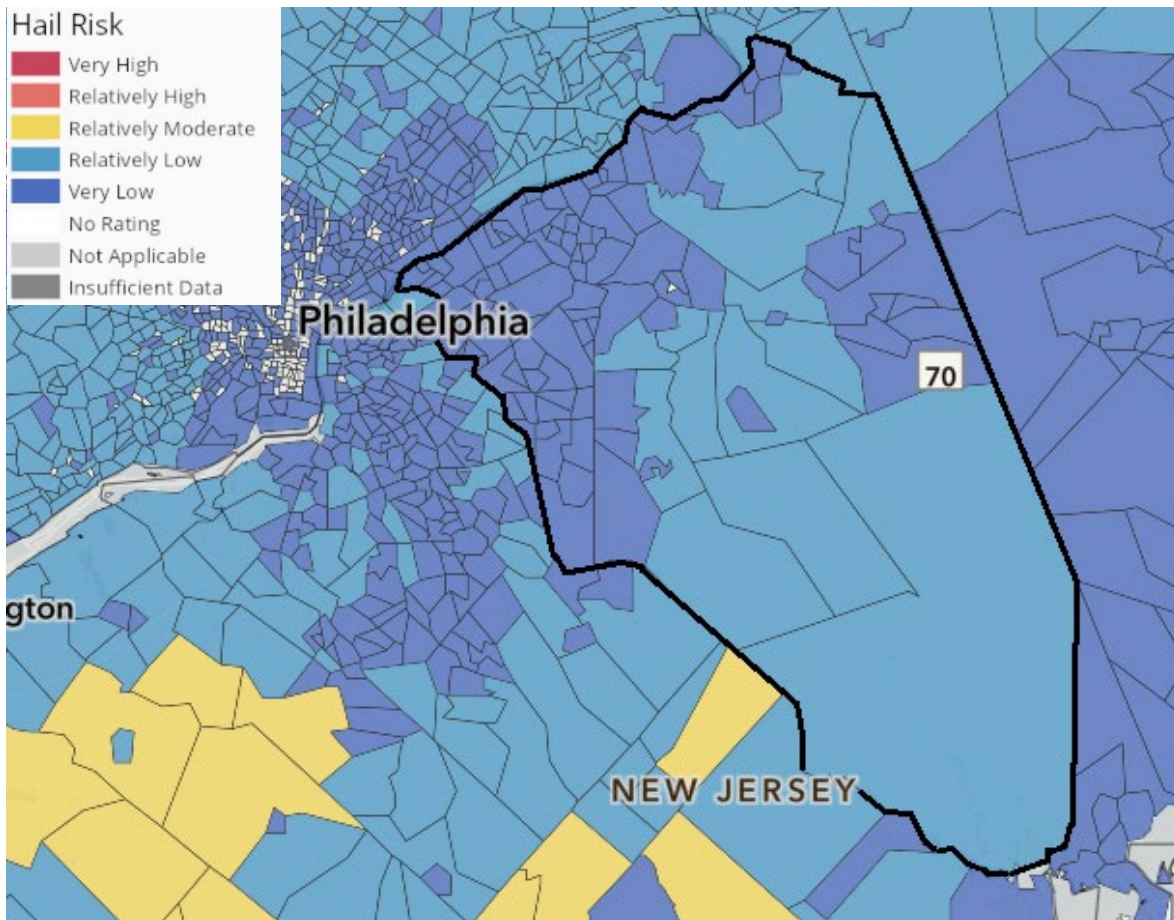 Hail Risk
Very High
Relatively High
Relatively Moderate
Relatively Low
Very Low
No Rating
Not Applicable
Insufficient Data
Philadelphia
70
gton
NEW JERSEY